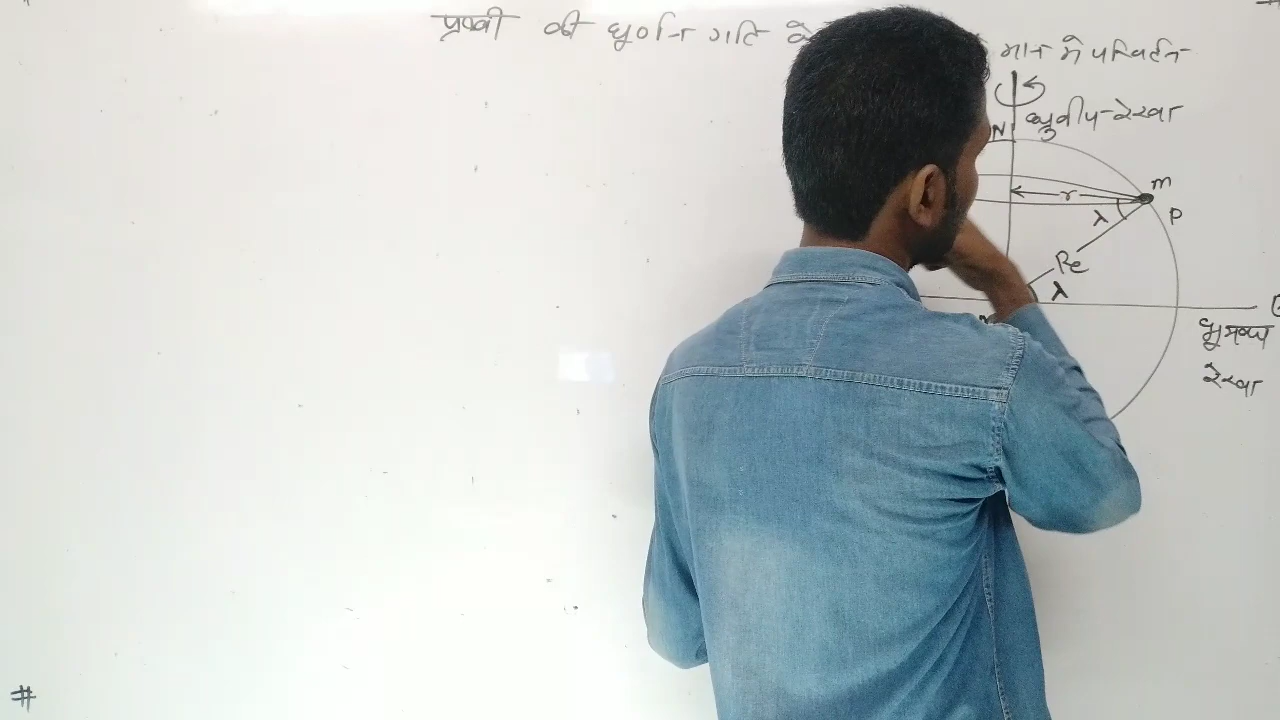 पृथ्वी की घूर्णन गति के मान में परिवर्तन
ध्रुवीय-रेखा
N
m
r
λ
P
Re
λ
भूमध्य
रेखा
#